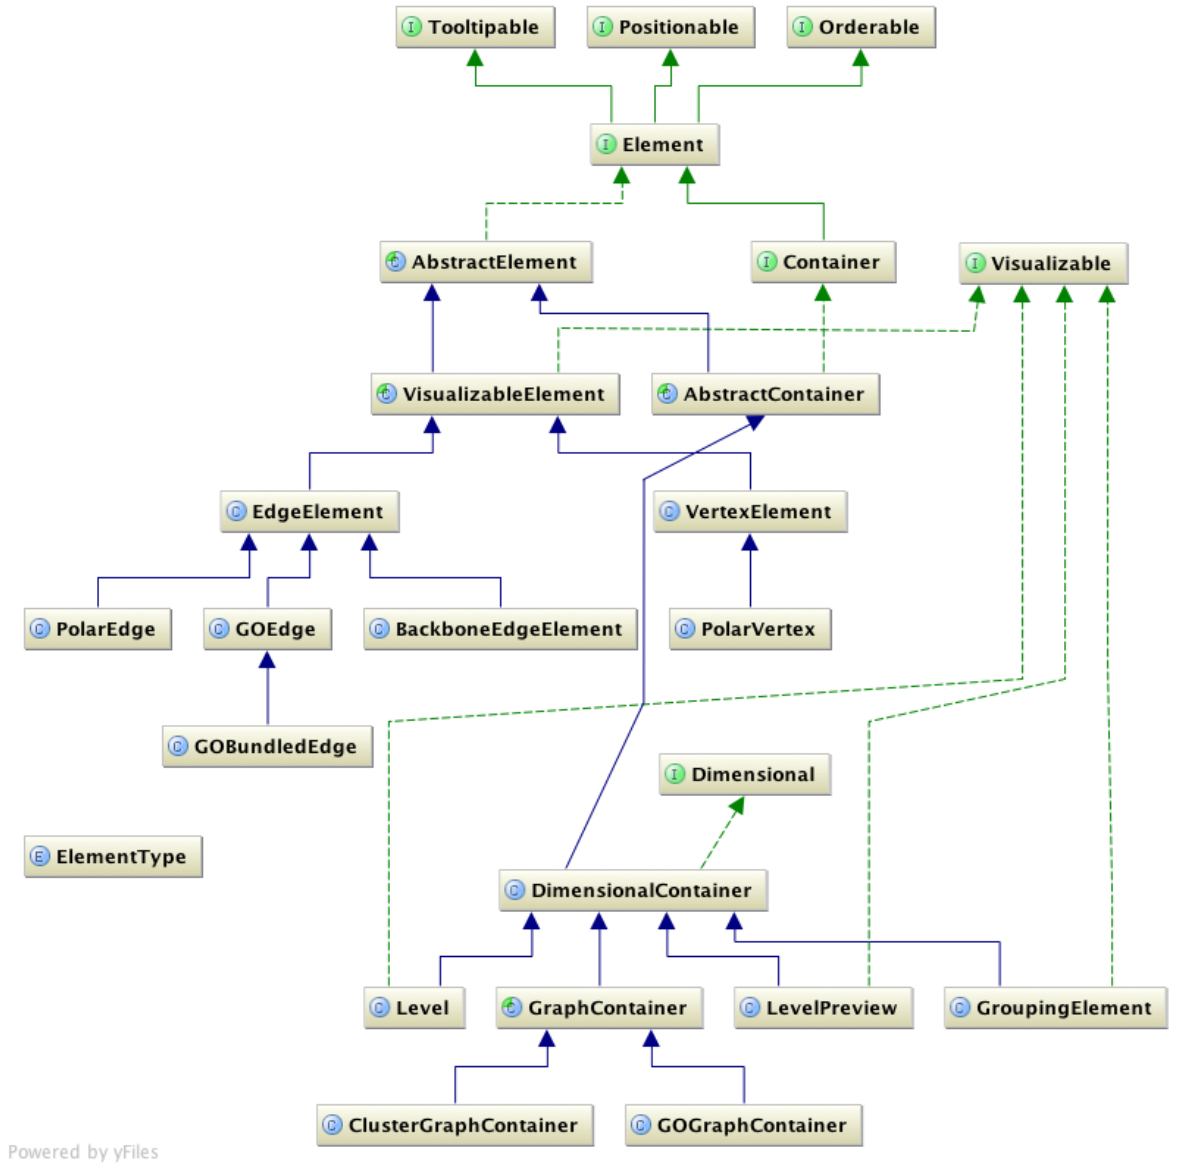 I Tooltipable
I Positionable
I Orderable
I Element
C AbstractElement
I Container
I Visualizable
C VisualizableElement
C AbstractContainer
C EdgeElement
C VertexElement
C PolarEdge
C GOEdge
C BackboneEdgeElement
C PolarVertex
C GOBundledEdge
I Dimensional
E ElementType
C DimensionalContainer
C Level
C GraphContainer
C LevelPreview
C GroupingElement
C ClusterGraphContainer
C GOGraphContainer
Powered by yFiles